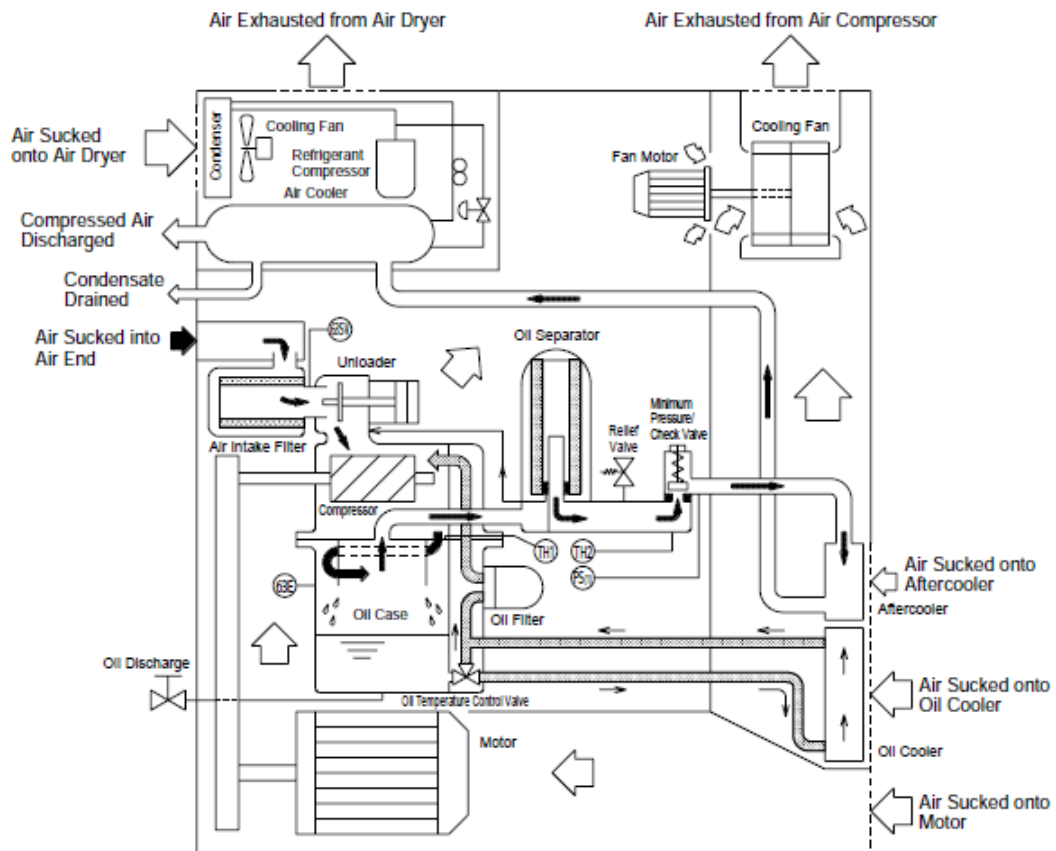 Air Exhausted from Air Dryer
Air Exhausted from Air Compressor
Air Sucked
onto Air Dryer
Condenser
Cooling Fan
Refrigerant
Compressor
Air Cooler
Cooling Fan
Fan Motor
Compressed Air
Discharged
Condensate
Drained
Air Sucked into
Air End
Unloader
Oil Separator
Minimum
Pressure/
Check Valve
Relief
Valve
Air Intake Filter
Compressor
TH1
TH2
63E
Oil Case
Oil Filter
Air Sucked onto
Aftercooler
Aftercooler
Oil Discharge
Oil Temperature Control Valve
Air Sucked onto
Oil Cooler
Oil Cooler
Motor
Air Sucked onto
Motor